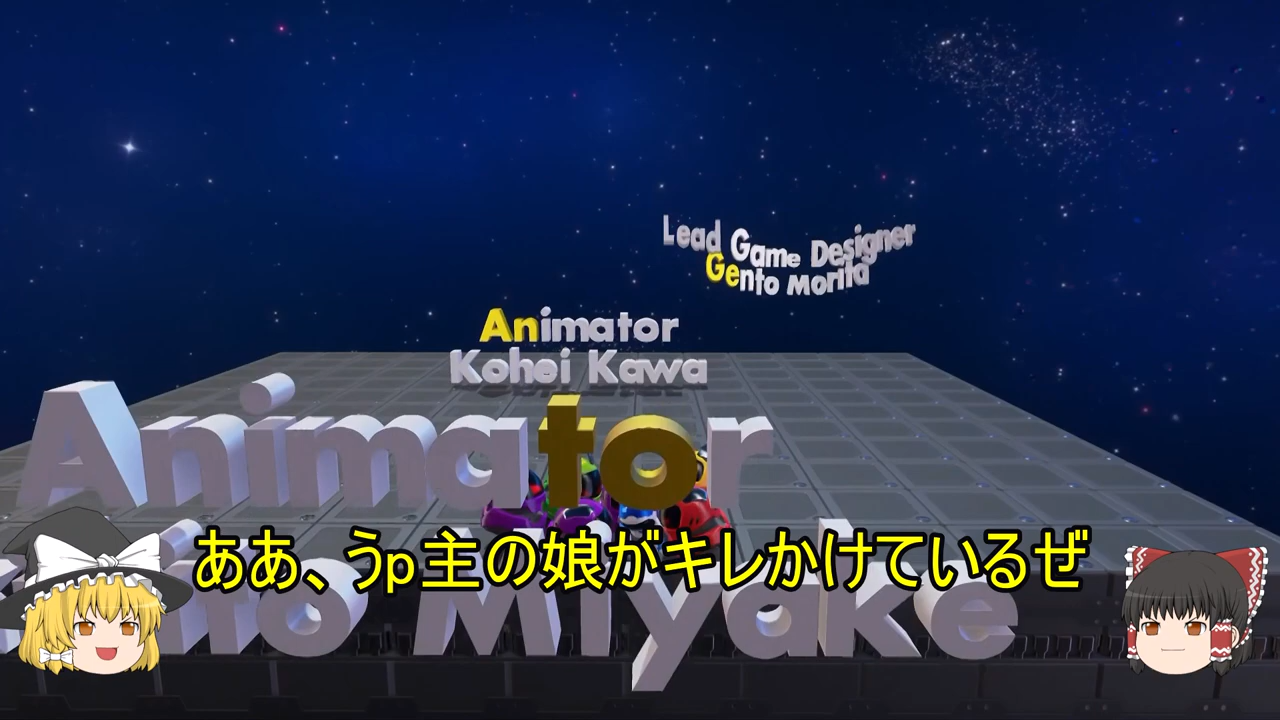 Lead Game Designer
Gento Morita
Animator
Kohei Kawa
Animator
Miyake
ああ、うp主の娘がキレかけているぜ